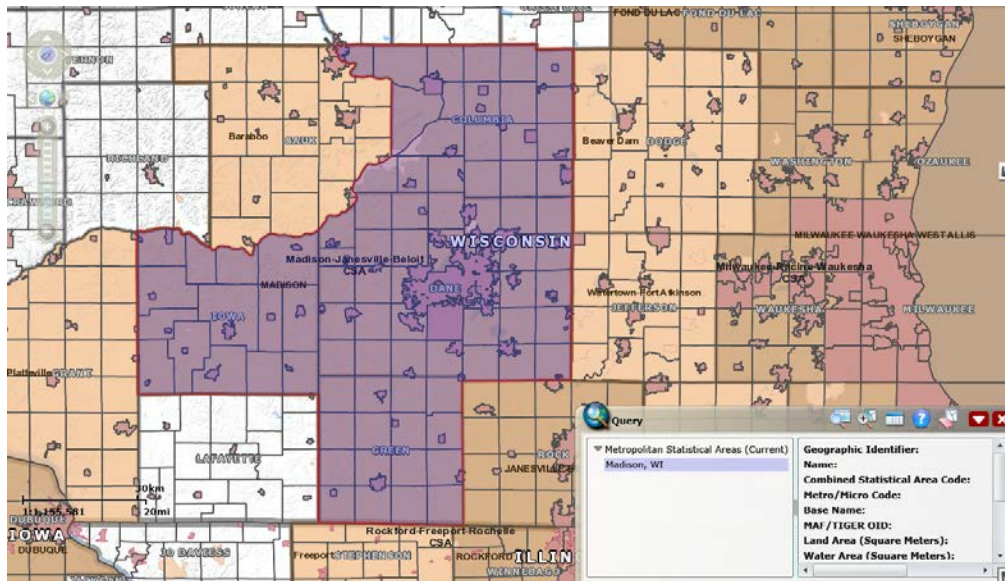 FOND DU LAC
FOND DU LAC
SHEBOYGAN
SHEBOYGAN
VERNON
COLUMBIA
Baraboo
SAUK
Beaver Dam
DODGE
RICHLAND
WASHINGTON
OZAUKEE
CRAWFORD
WISCONSIN
MILWAUKEE-WAUKESHA-WEST ALLIS
Madison-Janesville-Beloit
CSA
Milwaukee-Racine-Waukesha
CSA
MADISON
DANE
Watertown-Fort Atkinson
IOWA
JEFFERSON
WAUKESHA
MILWAUKEE
Platteville
GRANT
Query
GREEN
Metropolitan Statistical Areas (Current)
Madison, WI
Geographic Identifier:
Name:
Combined Statistical Area Code:
Metro/Micro Code:
Base Name:
MAF/TIGER OID:
Land Area (Square Meters):
Water Area (Square Meters):
LAFAYETTE
ROCK
JANESVILLE-B
30km
1:1,155,581
20mi
DUBUQUE
IOWA
DUBUQUE
JO DAVIESS
Rockford-Freeport-Rochelle
CSA
Freeport
STEPHENSON
ROCKFORD
ILLIN
WINNEBAGO